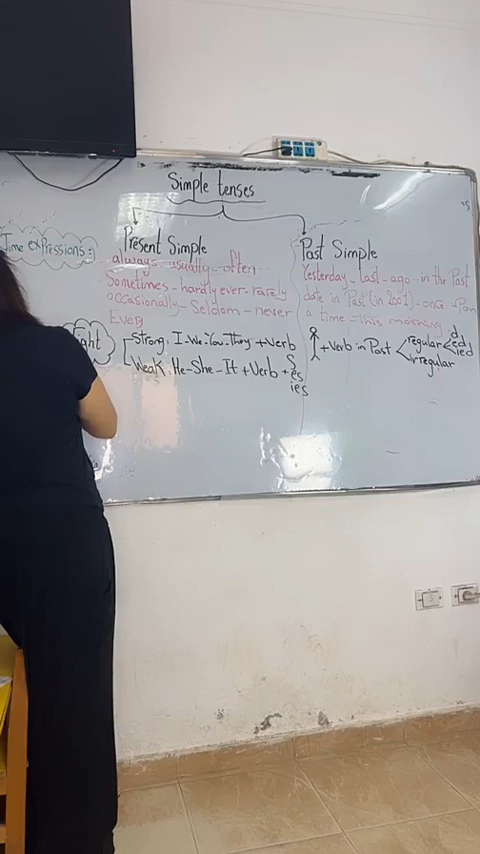 Simple tenses
Time expressions:
Present Simple
always - usually - often
Sometimes - hardly ever - rarely
occasionally - Seldom - never
Every
Strong: I-We-You-They + Verb
Weak: He-She-It + Verb + S
es
ies
Past Simple
Yesterday - last - ago - in the Past
date in Past (in 2001) - once upon
a time - this morning
+ Verb in Past
regular
d
ed
ied
irregular